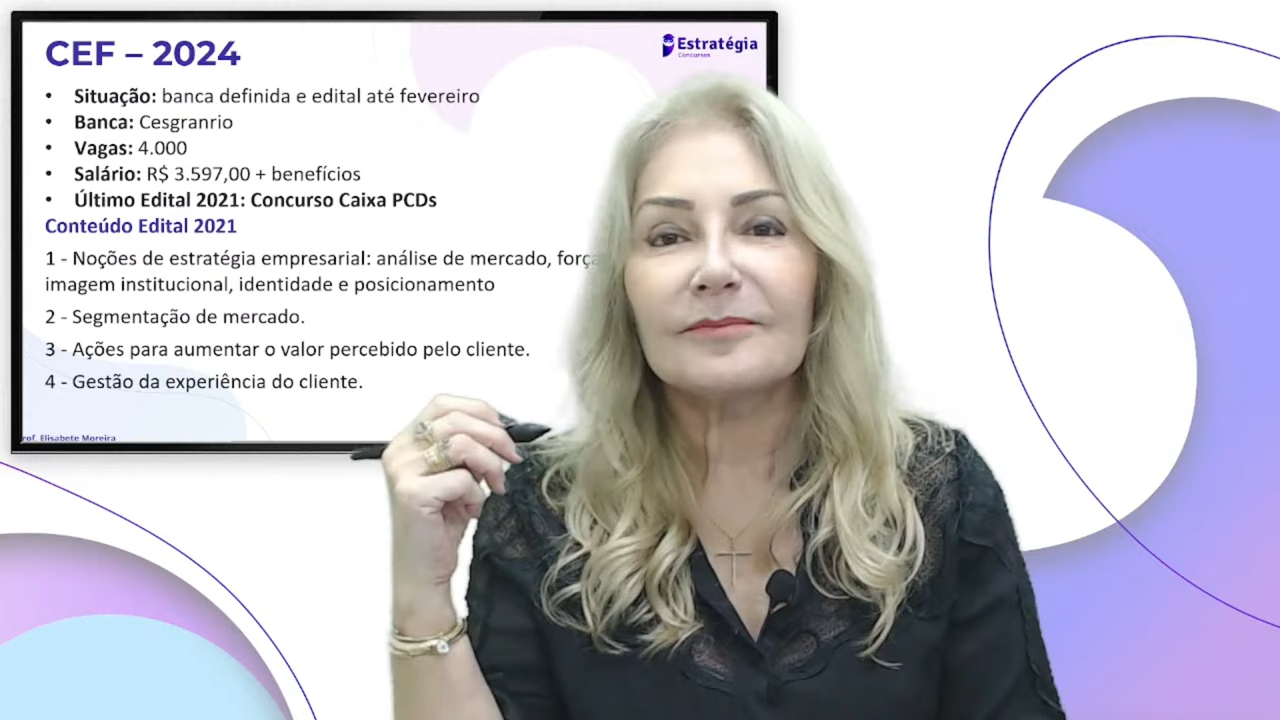 CEF – 2024
Estratégia
Concursos
• Situação: banca definida e edital até fevereiro
• Banca: Cesgranrio
• Vagas: 4.000
• Salário: R$ 3.597,00 + benefícios
• Último Edital 2021: Concurso Caixa PCDs
Conteúdo Edital 2021
1 - Noções de estratégia empresarial: análise de mercado, força
imagem institucional, identidade e posicionamento
2 - Segmentação de mercado.
3 - Ações para aumentar o valor percebido pelo cliente.
4 - Gestão da experiência do cliente.
rof. Elisabete Moreira